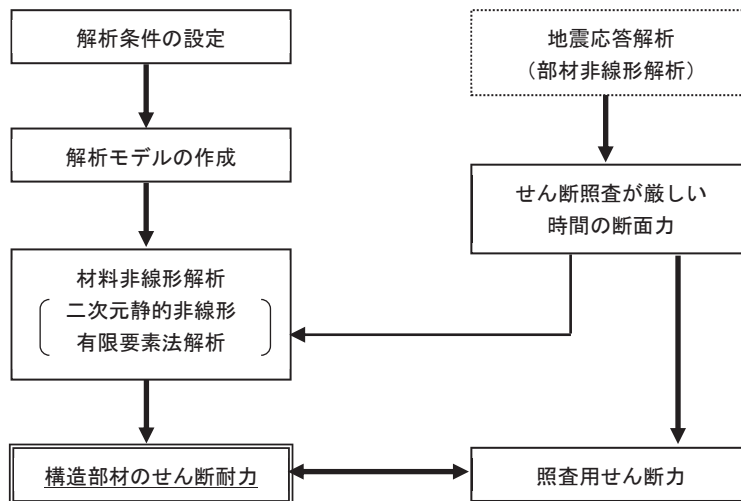 解析条件の設定
解析モデルの作成
材料非線形解析
二次元静的非線形
有限要素法解析
構造部材のせん断耐力
地震応答解析
（部材非線形解析）
せん断照査が厳しい
時間の断面力
照査用せん断力